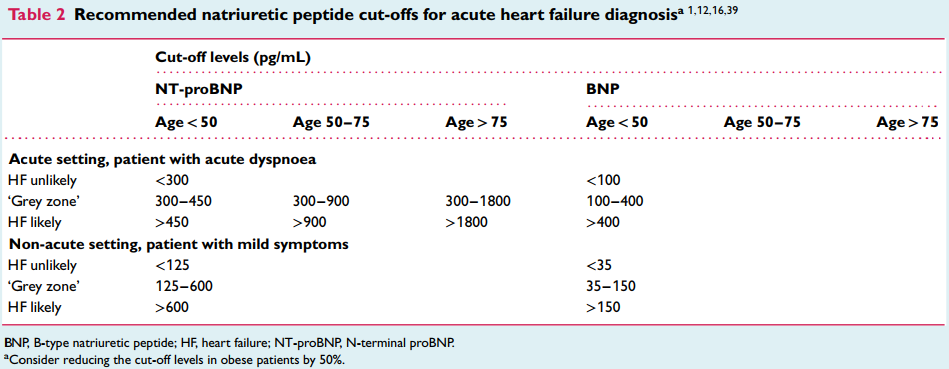 Table 2 Recommended natriuretic peptide cut-offs for acute heart failure diagnosisᵃ ¹,¹²,¹⁶,³⁹
Cut-off levels (pg/mL)
NT-proBNP BNP
Age < 50 Age 50–75 Age > 75 Age < 50 Age 50–75 Age > 75
Acute setting, patient with acute dyspnoea
HF unlikely <300 <100
‘Grey zone’ 300–450 300–900 300–1800 100–400
HF likely >450 >900 >1800 >400
Non-acute setting, patient with mild symptoms
HF unlikely <125 <35
‘Grey zone’ 125–600 35–150
HF likely >600 >150
BNP, B-type natriuretic peptide; HF, heart failure; NT-proBNP, N-terminal proBNP.
ᵃConsider reducing the cut-off levels in obese patients by 50%.